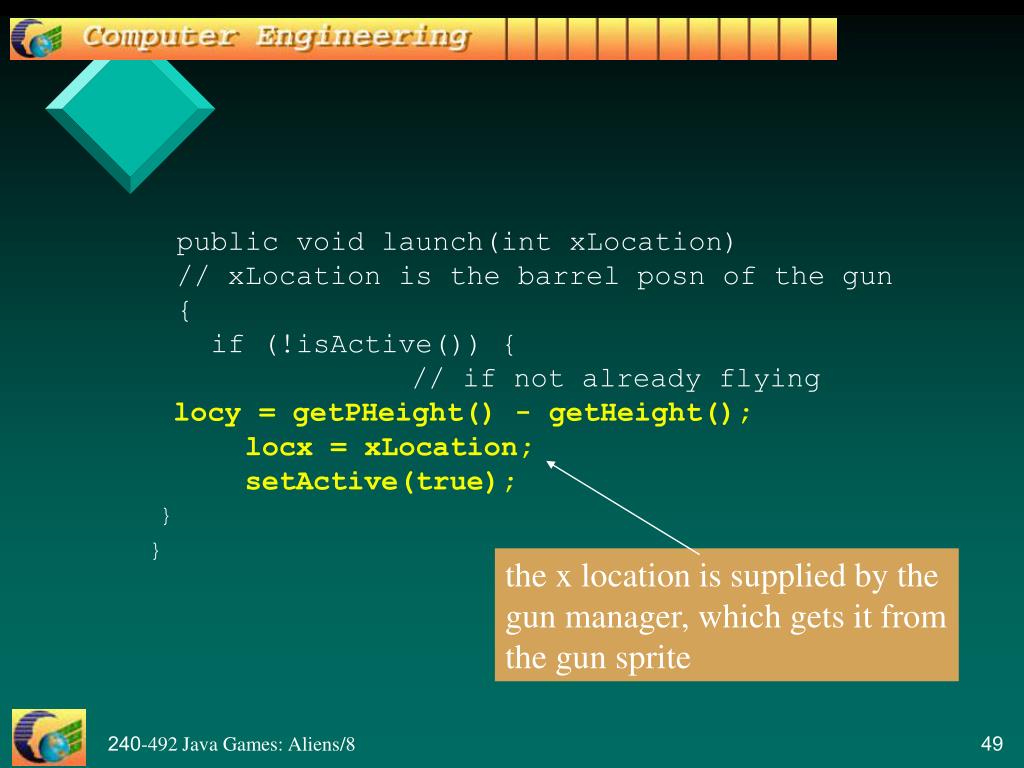 Computer Engineering
public void launch(int xLocation)
// xLocation is the barrel posn of the gun
{
if (!isActive()) {
// if not already flying
locy = getPHeight() - getHeight();
locx = xLocation;
setActive(true);
}
}
the x location is supplied by the
gun manager, which gets it from
the gun sprite
240-492 Java Games: Aliens/8
49